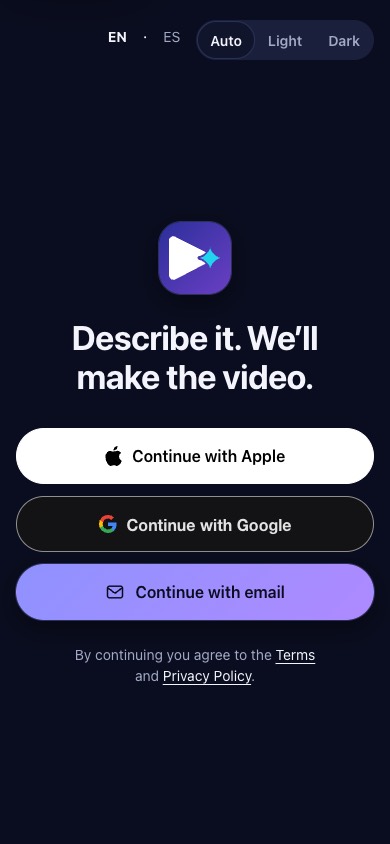 EN · ES Auto Light Dark
Describe it. We’ll
make the video.
Continue with Apple
Continue with Google
Continue with email
By continuing you agree to the Terms
and Privacy Policy.